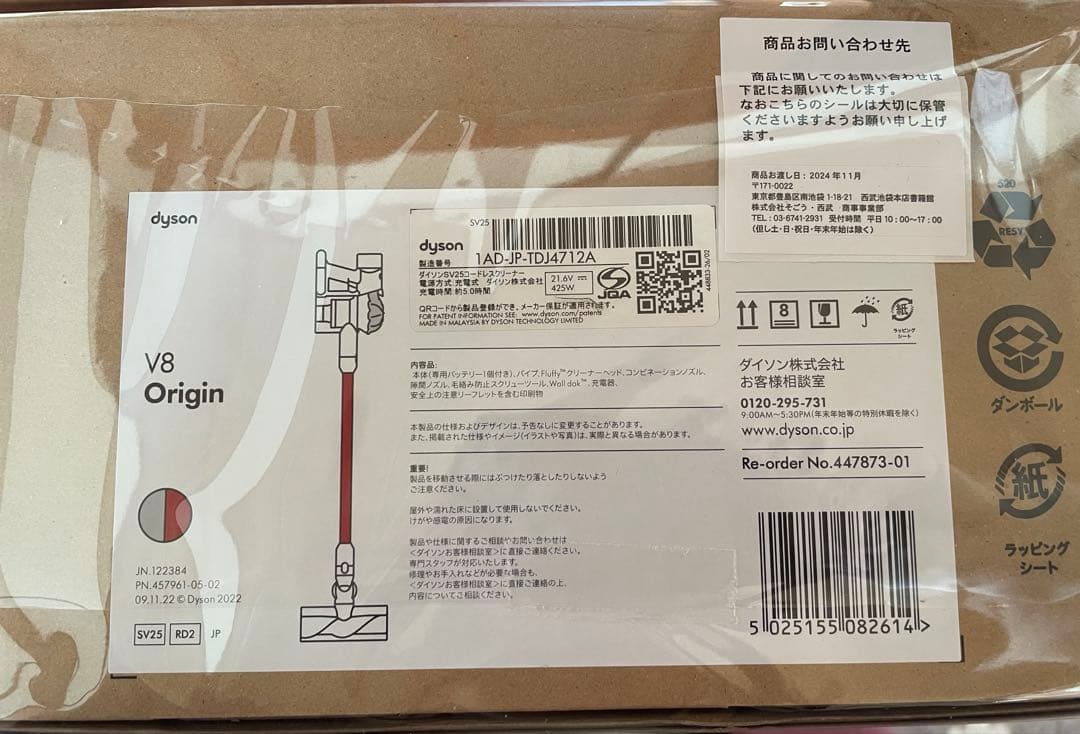 商品お問い合わせ先
商品に関してのお問い合わせは
下記にお願いいたします。
なおこちらのシールは大切に保管
くださいますようお願い申し上げ
ます。
商品お渡し日：2024年11月
〒171-0022
東京都豊島区南池袋 1-18-21 西武池袋本店書籍館
株式会社そごう・西武 商事事業部
TEL：03-6741-2931 受付時間 平日 10：00～17：00
(但し土・日・祝日・年末年始は除く)
dyson
V8
Origin
JN.122384
PN.457961-05-02
09.11.22 © Dyson 2022
SV25 RD2 JP
SV25
dyson
製造番号 1AD-JP-TDJ4712A
ダイソンSV25コードレスクリーナー
電源方式:充電式 ダイソン株式会社
充電時間:約5.0時間
21.6V
425W
JQA
QRコードから製品登録ができ、メーカー保証が適用されます。
FOR PATENT INFORMATION SEE: www.dyson.com/patents
MADE IN MALAYSIA BY DYSON TECHNOLOGY LIMITED
内容品：
本体(専用バッテリー1個付き)、パイプ、Fluffy™クリーナーヘッド、コンビネーションノズル、
隙間ノズル、毛絡み防止スクリューツール、Wall dok™、充電器、
安全上の注意リーフレットを含む印刷物
本製品の仕様およびデザインは、予告なしに変更することがあります。
また、掲載された仕様やイメージ(イラストや写真)は、実際と異なる場合があります。
重要!
製品を移動させる際にはぶつけたり落としたりしないよう
ご注意ください。
屋外や濡れた床に設置して使用しないでください。
けがや感電の原因になります。
製品や仕様に関するご相談やお問い合わせは
<ダイソンお客様相談室>に直接ご連絡ください。
専門スタッフが対応いたします。
修理やお手入れなどが必要な場合も、
<ダイソンお客様相談室>に直接ご連絡の上、
内容についてご相談ください。
8
紙
ラッピング
シート
ダイソン株式会社
お客様相談室
0120-295-731
9:00AM～5:30PM(年末年始等の特別休暇を除く)
www.dyson.co.jp
Re-order No.447873-01
5 025155 082614 >
520
RESY
ダンボール
紙
ラッピング
シート